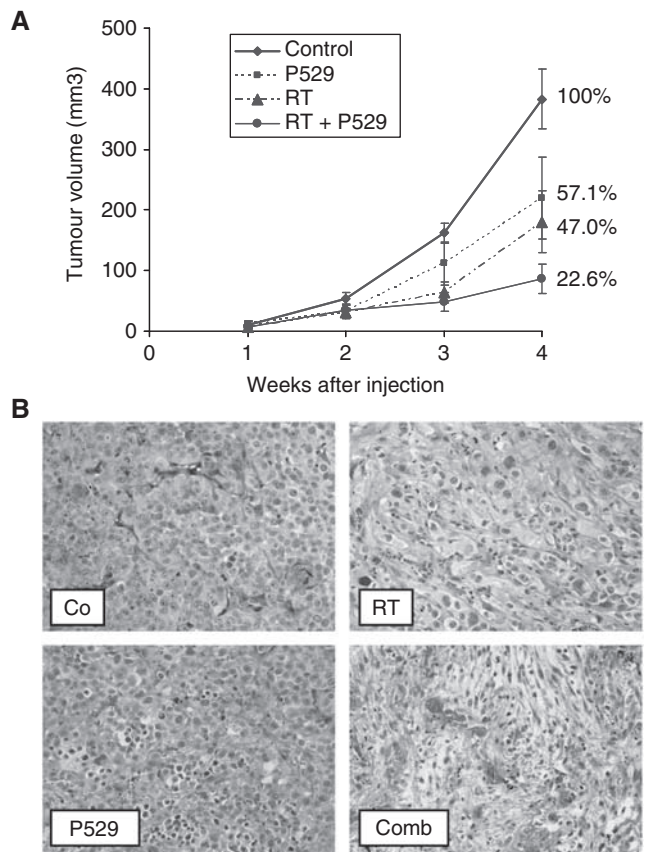 A
Tumour volume (mm3)
500
400
300
200
100
0
Control
P529
RT
RT + P529
100%
57.1%
47.0%
22.6%
0
1
2
3
4
Weeks after injection
B
Co
RT
P529
Comb